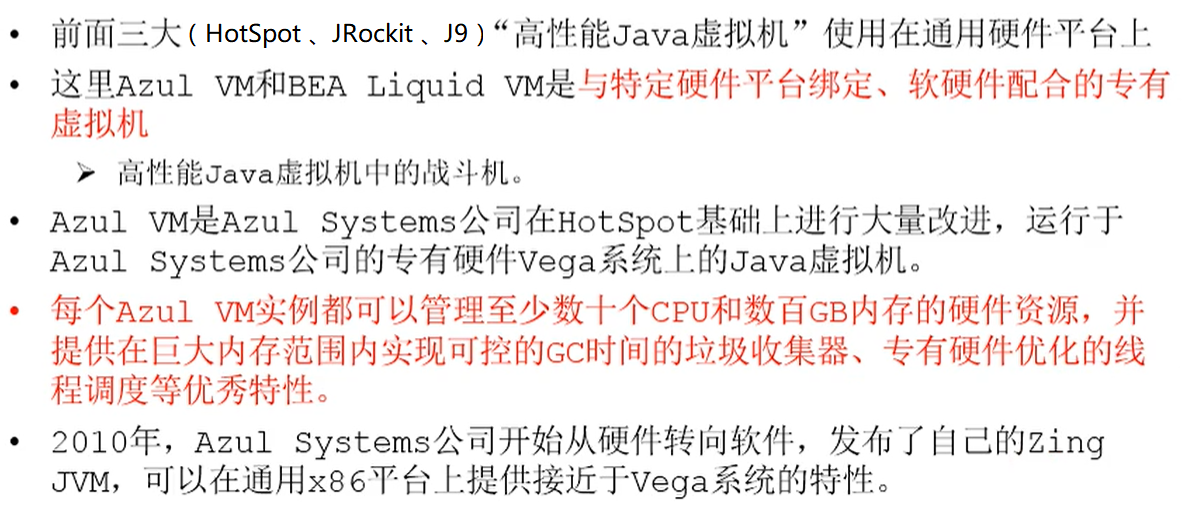 • 前面三大（HotSpot、JRockit、J9）“高性能Java虚拟机”使用在通用硬件平台上
• 这里Azul VM和BEA Liquid VM是与特定硬件平台绑定、软硬件配合的专有
虚拟机
➢ 高性能Java虚拟机中的战斗机。
• Azul VM是Azul Systems公司在HotSpot基础上进行大量改进，运行于
Azul Systems公司的专有硬件Vega系统上的Java虚拟机。
• 每个Azul VM实例都可以管理至少数十个CPU和数百GB内存的硬件资源，并
提供在巨大内存范围内实现可控的GC时间的垃圾收集器、专有硬件优化的线
程调度等优秀特性。
• 2010年，Azul Systems公司开始从硬件转向软件，发布了自己的Zing
JVM，可以在通用x86平台上提供接近于Vega系统的特性。